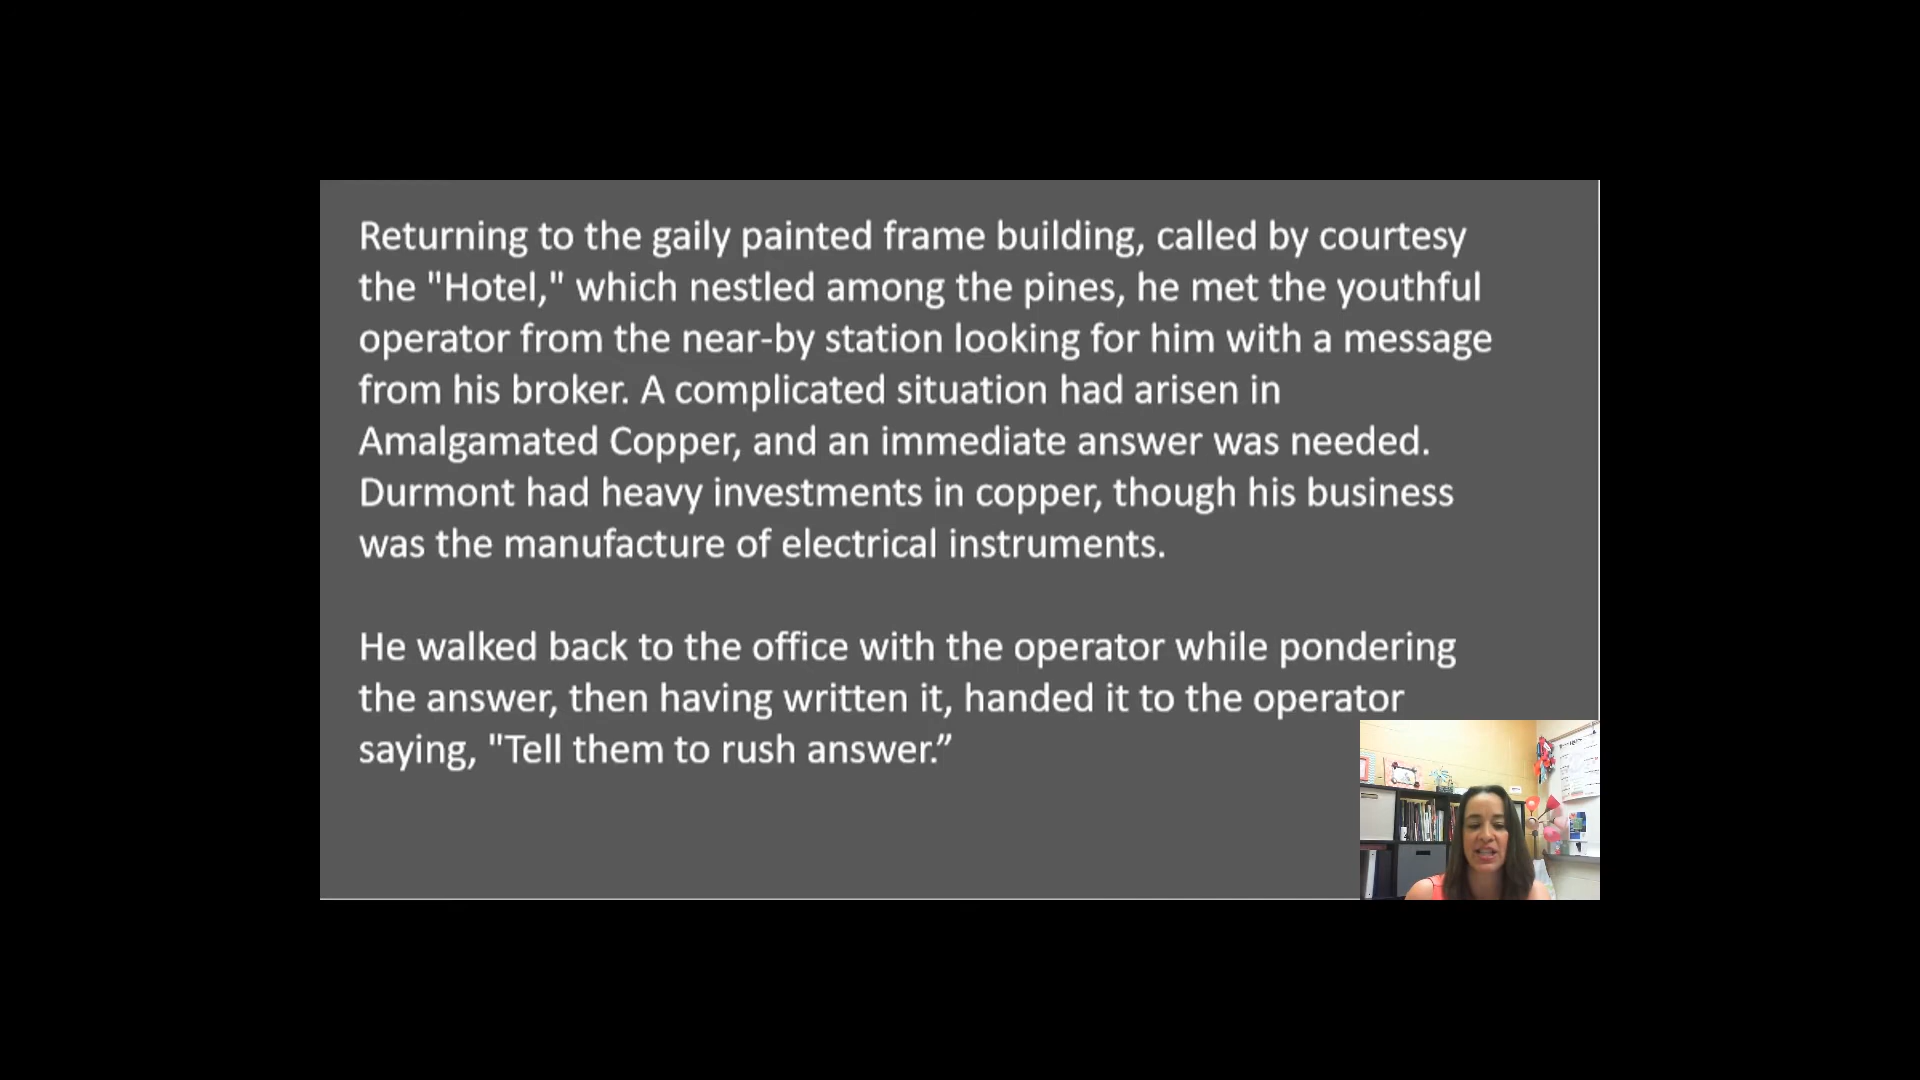 Returning to the gaily painted frame building, called by courtesy
the "Hotel," which nestled among the pines, he met the youthful
operator from the near-by station looking for him with a message
from his broker. A complicated situation had arisen in
Amalgamated Copper, and an immediate answer was needed.
Durmont had heavy investments in copper, though his business
was the manufacture of electrical instruments.
He walked back to the office with the operator while pondering
the answer, then having written it, handed it to the operator
saying, "Tell them to rush answer.”